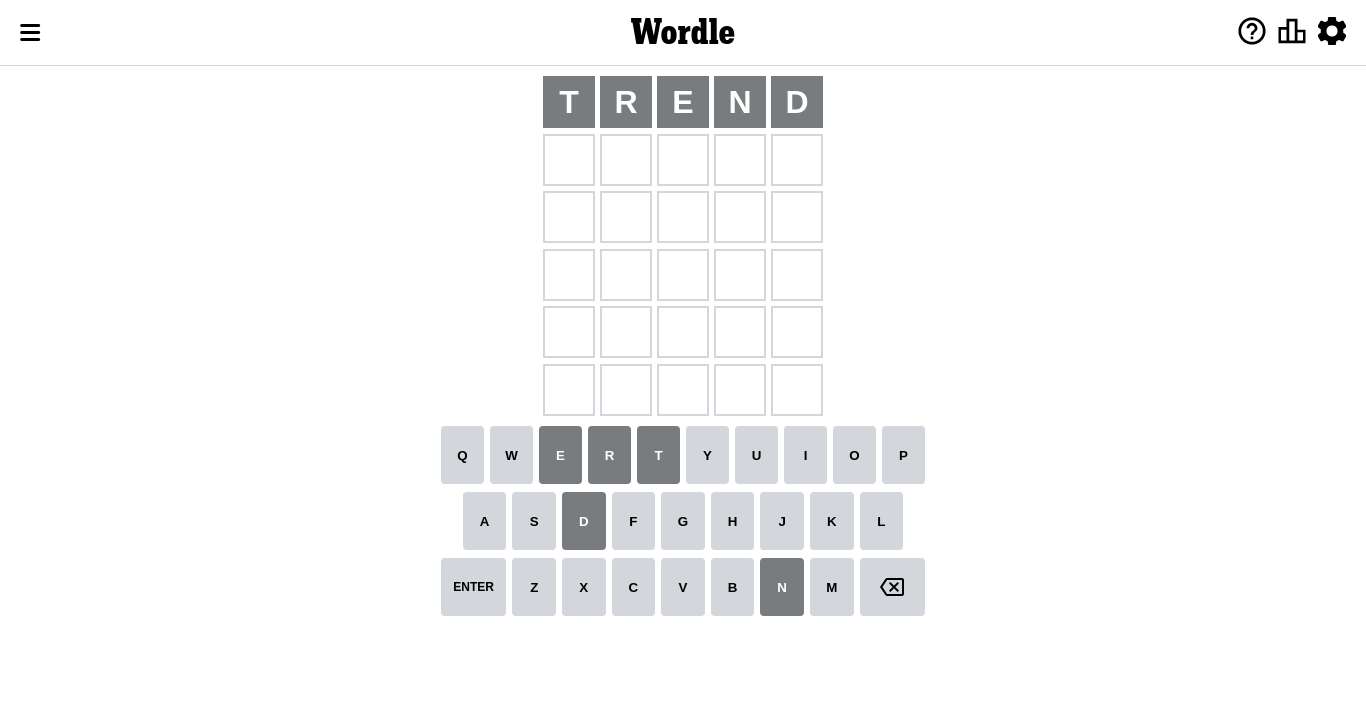 Wordle
T R E N D
Q W E R T Y U I O P
A S D F G H J K L
ENTER Z X C V B N M